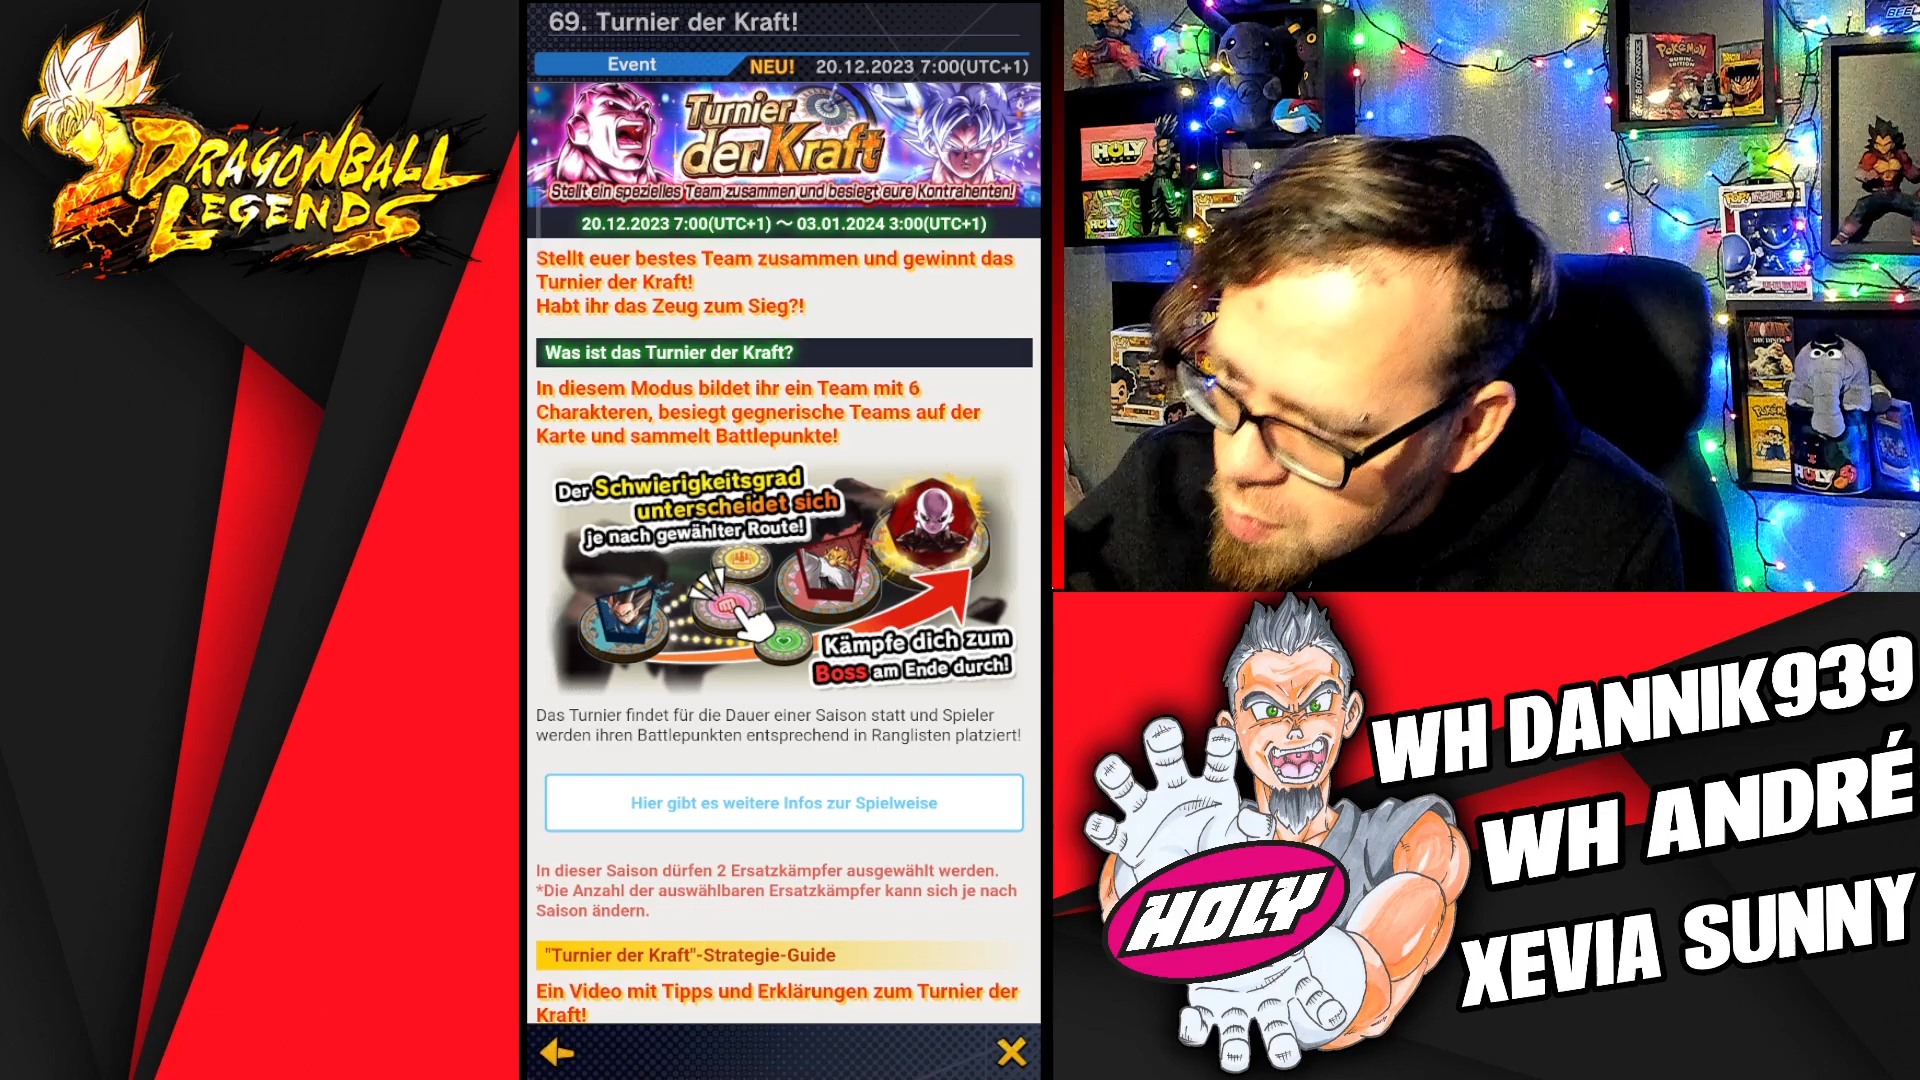 DRAGONBALL
LEGENDS
69. Turnier der Kraft!
Event
NEU!
20.12.2023 7:00(UTC+1)
Turnier
der Kraft
Stellt ein spezielles Team zusammen und besiegt eure Kontrahenten!
20.12.2023 7:00(UTC+1) ～ 03.01.2024 3:00(UTC+1)
Stellt euer bestes Team zusammen und gewinnt das
Turnier der Kraft!
Habt ihr das Zeug zum Sieg?!
Was ist das Turnier der Kraft?
In diesem Modus bildet ihr ein Team mit 6
Charakteren, besiegt gegnerische Teams auf der
Karte und sammelt Battlepunkte!
Der Schwierigkeitsgrad
unterscheidet sich
je nach gewählter Route!
Kämpfe dich zum
Boss am Ende durch!
Das Turnier findet für die Dauer einer Saison statt und Spieler
werden ihren Battlepunkten entsprechend in Ranglisten platziert!
Hier gibt es weitere Infos zur Spielweise
In dieser Saison dürfen 2 Ersatzkämpfer ausgewählt werden.
*Die Anzahl der auswählbaren Ersatzkämpfer kann sich je nach
Saison ändern.
"Turnier der Kraft"-Strategie-Guide
Ein Video mit Tipps und Erklärungen zum Turnier der
Kraft!
HOLY
POKéMON
HOLY
HOLY
WH DANNIK939
WH ANDRÉ
XEVIA SUNNY